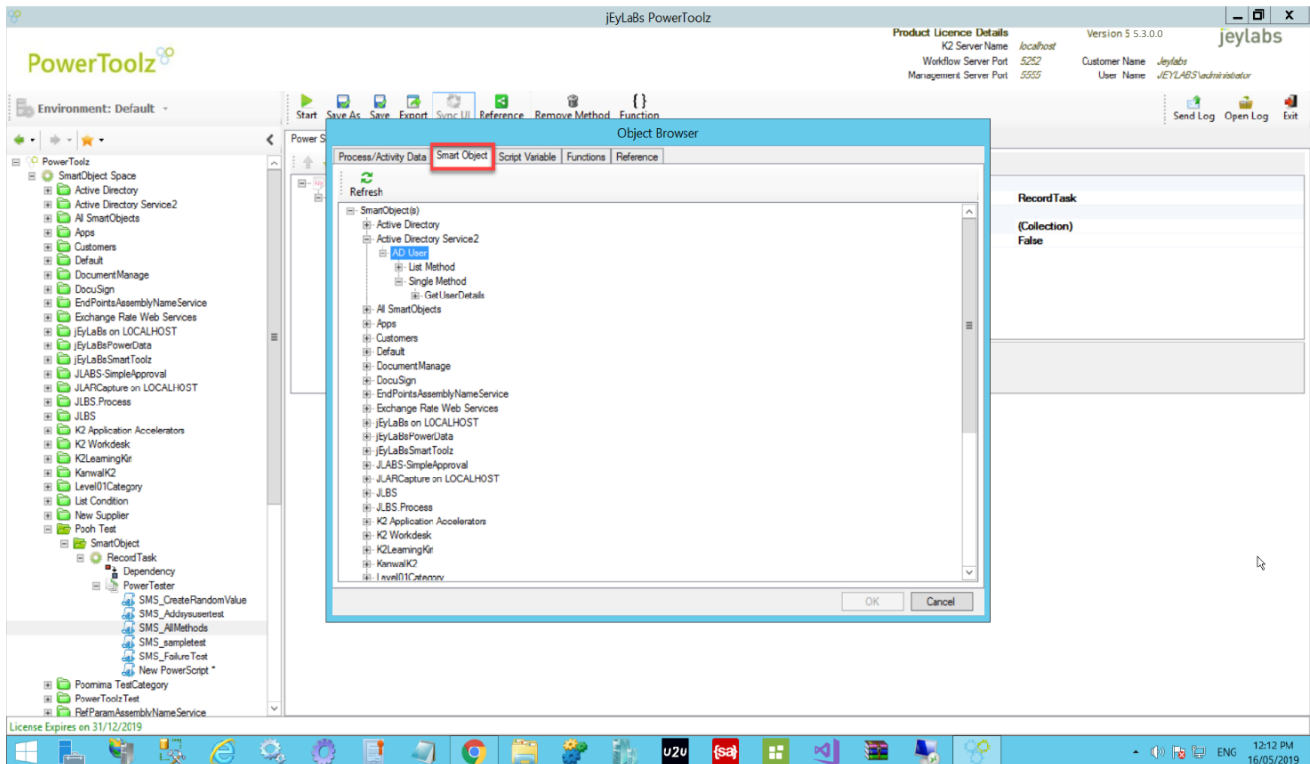 jEyLaBs PowerToolz
Product Licence Details
K2 Server Name localhost
Workflow Server Port 5252
Management Server Port 5555
Version 5 5.3.0.0
Customer Name Jeylabs
User Name JEYLABS\administrator
jeylabs
PowerToolz
Environment: Default
Start Save As Save Export Sync UI Reference Remove Method Function
Send Log Open Log Exit
Power S
PowerToolz
SmartObject Space
Active Directory
Active Directory Service2
All SmartObjects
Apps
Customers
Default
DocumentManage
DocuSign
EndPointsAssemblyNameService
Exchange Rate Web Services
jEyLaBs on LOCALHOST
jEyLaBsPowerData
jEyLaBsSmartToolz
JLABS-SimpleApproval
JLARCapture on LOCALHOST
JLBS.Process
JLBS
K2 Application Accelerators
K2 Workdesk
K2LearningKin
KanwalK2
Level01Category
List Condition
New Supplier
Pooh Test
SmartObject
RecordTask
Dependency
PowerTester
SMS_CreateRandomValue
SMS_Addsysusertest
SMS_AllMethods
SMS_sampletest
SMS_FailureTest
New PowerScript *
Poornima TestCategory
PowerToolzTest
RefParamAssemblyNameService
Object Browser
Process/Activity Data Smart Object Script Variable Functions Reference
Refresh
SmartObject(s)
Active Directory
Active Directory Service2
AD User
List Method
Single Method
GetUserDetails
All SmartObjects
Apps
Customers
Default
DocumentManage
DocuSign
EndPointsAssemblyNameService
Exchange Rate Web Services
jEyLaBs on LOCALHOST
jEyLaBsPowerData
jEyLaBsSmartToolz
JLABS-SimpleApproval
JLARCapture on LOCALHOST
JLBS
JLBS.Process
K2 Application Accelerators
K2 Workdesk
K2LearningKin
KanwalK2
Level01Category
OK Cancel
RecordTask
(Collection)
False
License Expires on 31/12/2019
u2u
{sa}
ENG
12:12 PM
16/05/2019